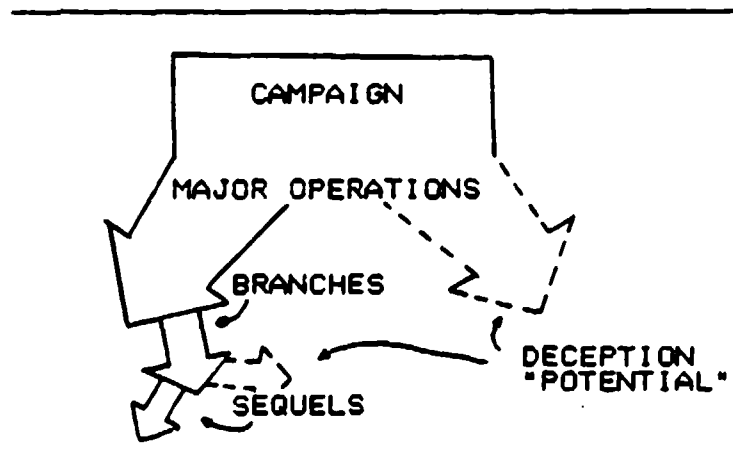 CAMPAIGN
MAJOR OPERATIONS
BRANCHES
DECEPTION
"POTENTIAL"
SEQUELS